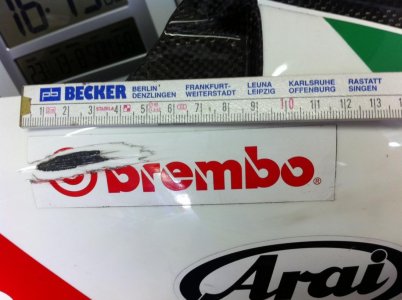 BECKER
BERLIN DENZLINGEN
FRANKFURT- WEITERSTADT
LEUNA LEIPZIG
KARLSRUHE OFFENBURG
RASTATT SINGEN
1 2 3 4 5 6 7 8 9 10 11 12 13
brembo®
Arai